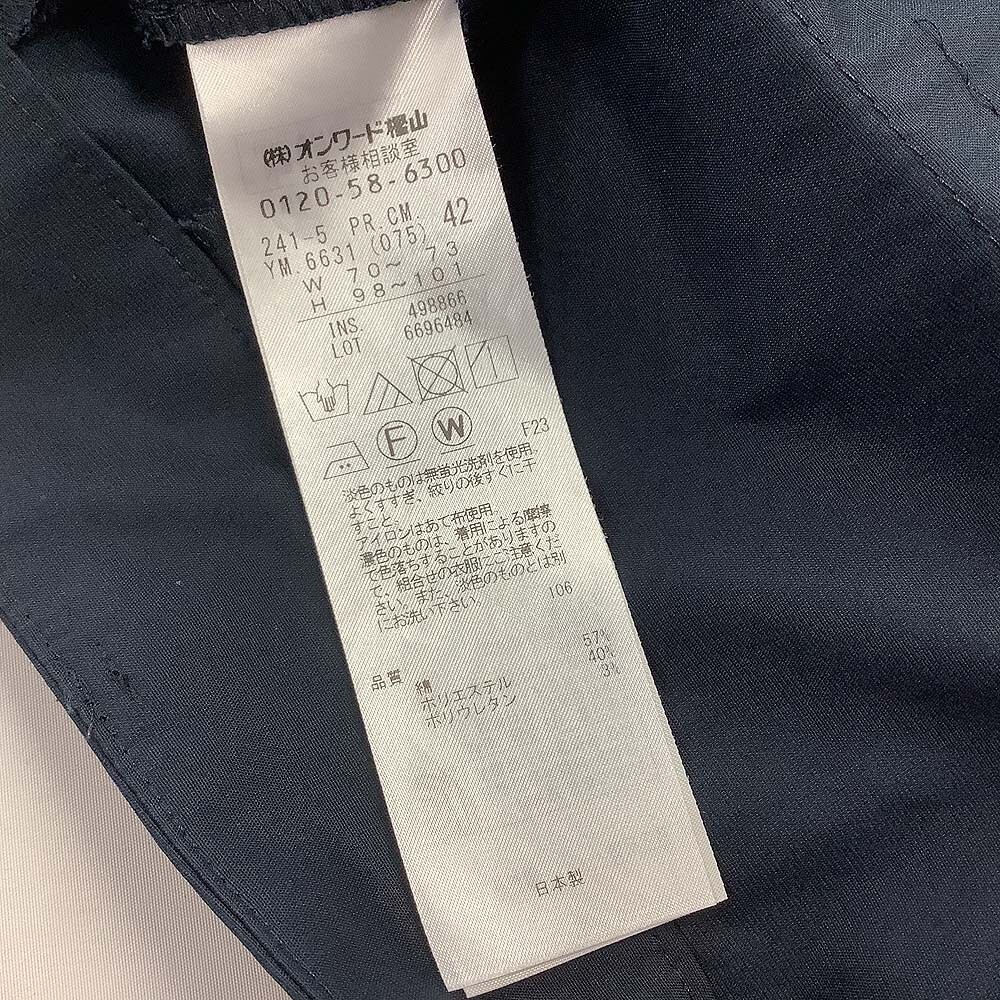 (株)オンワード樫山
お客様相談室
0120-58-6300
241-5 PR.CM. 42
YM.6631 (075)
W 70〜 73
H 98〜101
INS. 498866
LOT 6696484
F W F23
淡色のものは無蛍光洗剤を使用
よくすすぎ、絞りの後すぐに干
すこと
アイロンはあて布使用
濃色のものは、着用による摩擦
で色落ちすることがありますの
で、組合せの衣服にご注意くだ
さい。また、淡色のものとは別
にお洗い下さい。 106
品質 綿 57%
ポリエステル 40%
ポリウレタン 3%
日本製